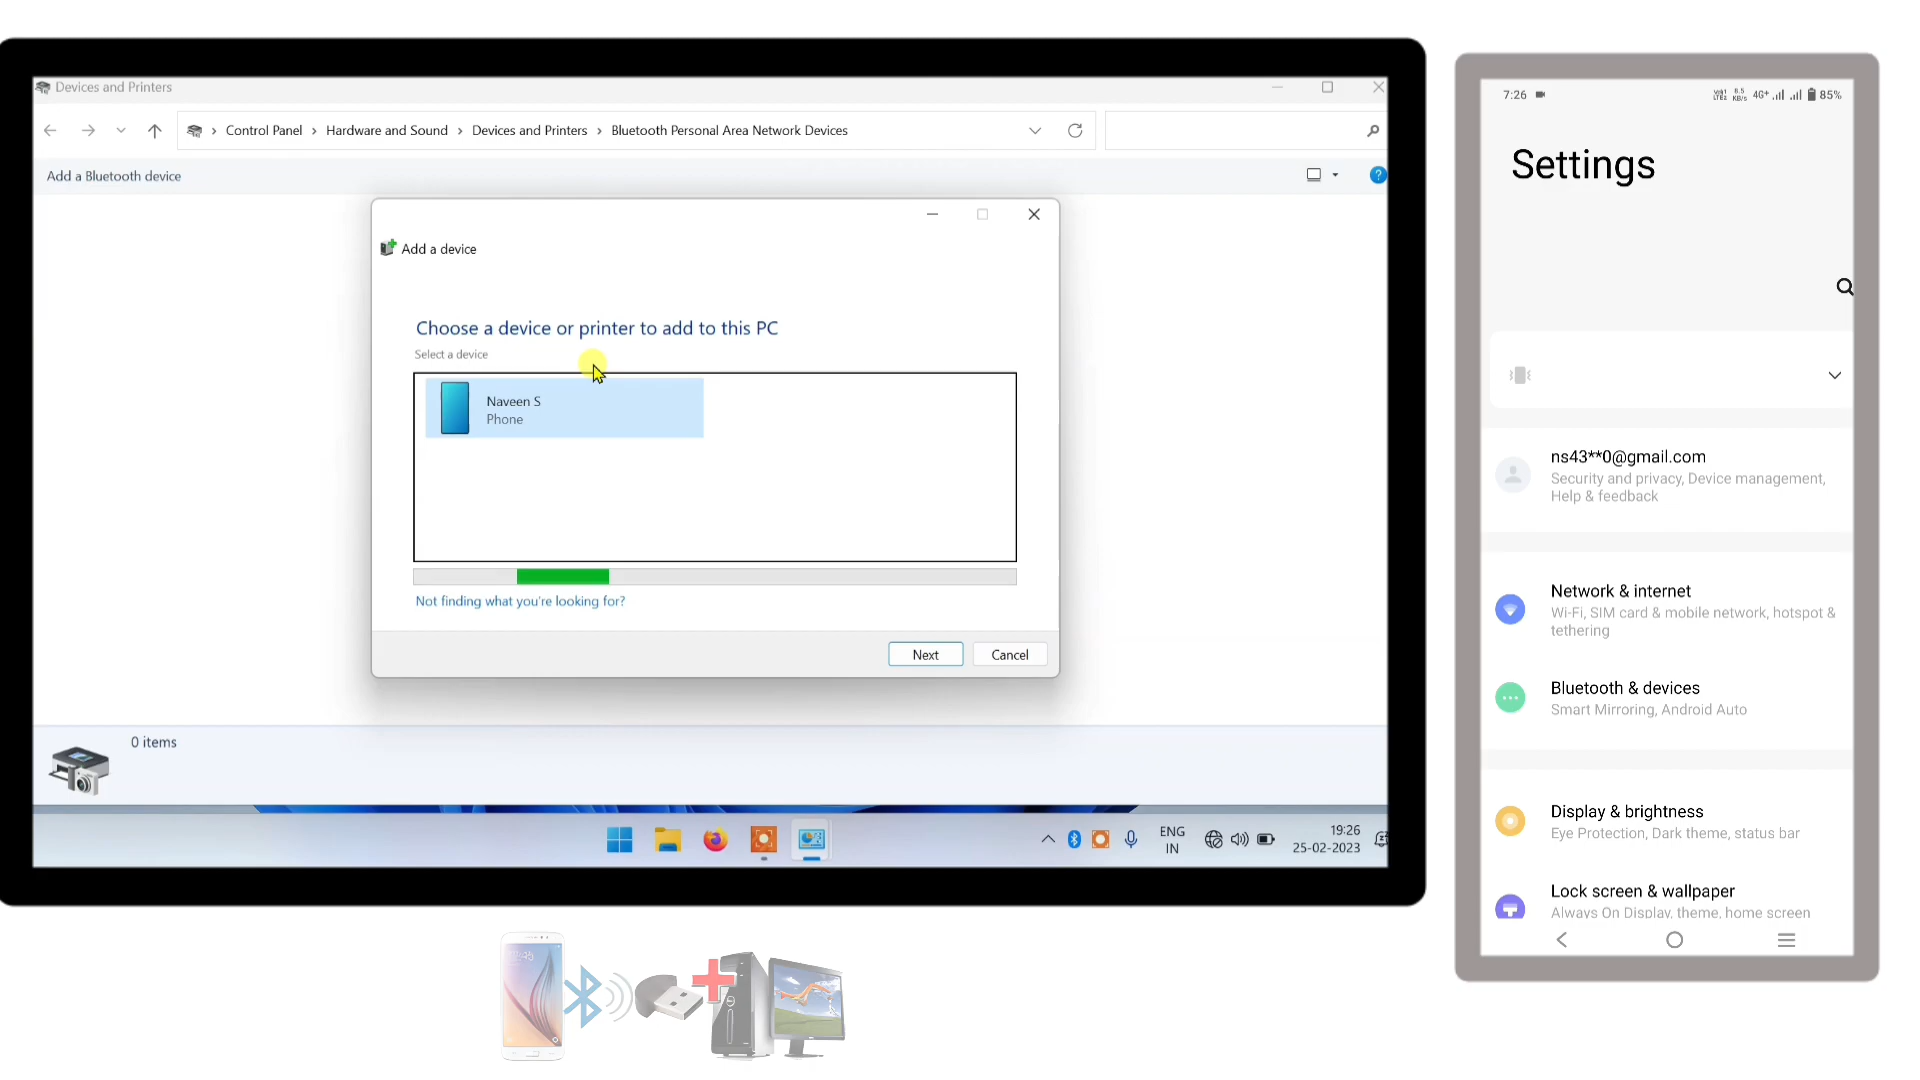 Devices and Printers
Control Panel > Hardware and Sound > Devices and Printers > Bluetooth Personal Area Network Devices
Add a Bluetooth device
?
Add a device
Choose a device or printer to add to this PC
Select a device
Naveen S
Phone
Not finding what you're looking for?
Next
Cancel
0 items
ENG
IN
19:26
25-02-2023
7:26
8.5
KB/s
4G+
85%
Settings
ns43**0@gmail.com
Security and privacy, Device management,
Help & feedback
Network & internet
Wi-Fi, SIM card & mobile network, hotspot &
tethering
Bluetooth & devices
Smart Mirroring, Android Auto
Display & brightness
Eye Protection, Dark theme, status bar
Lock screen & wallpaper
Always On Display, theme, home screen